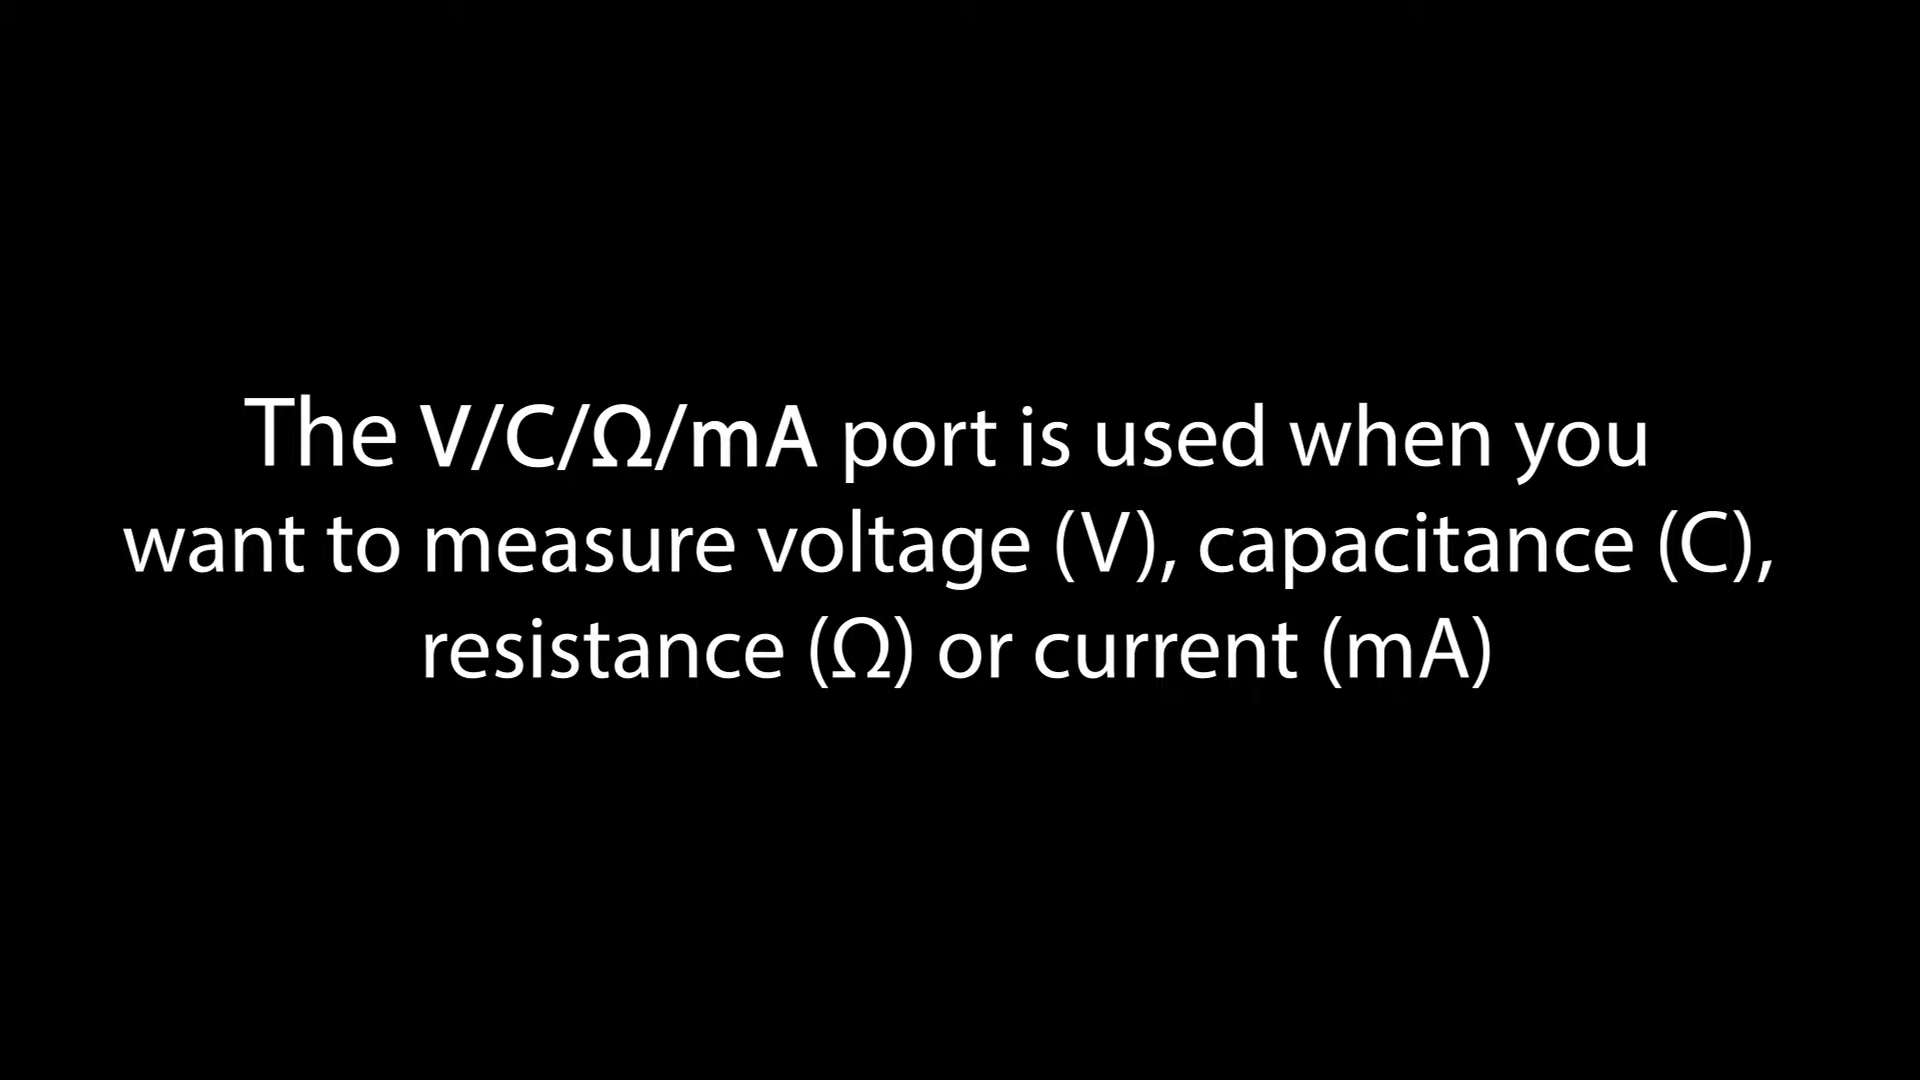 The V/C/Ω/mA port is used when you
want to measure voltage (V), capacitance (C),
resistance (Ω) or current (mA)